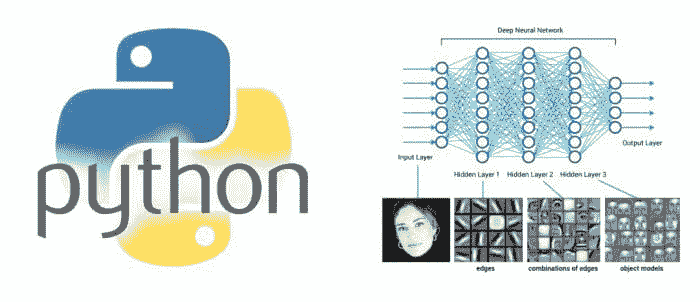 python
Deep Neural Network
Input Layer
Output Layer
Hidden Layer 1
Hidden Layer 2
Hidden Layer 3
edges
combinations of edges
object models